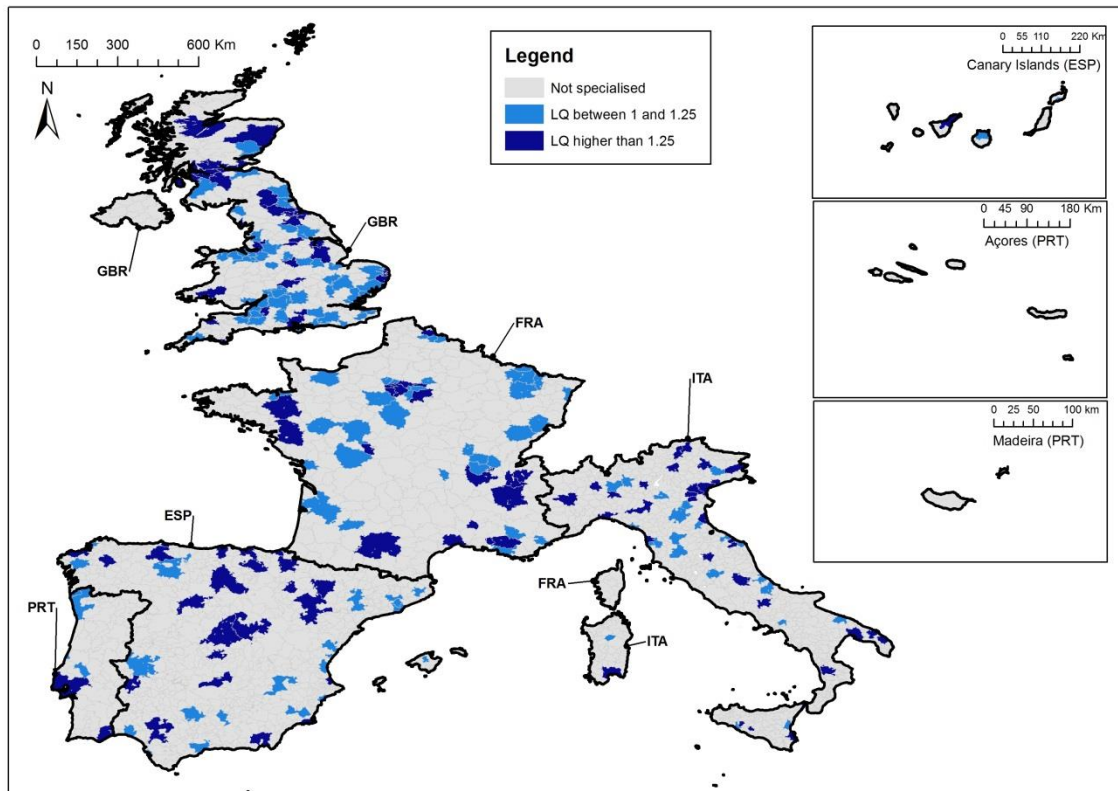 0 150 300 600 Km
N
Legend
Not specialised
LQ between 1 and 1.25
LQ higher than 1.25
0 55 110 220 Km
Canary Islands (ESP)
0 45 90 180 Km
Açores (PRT)
0 25 50 100 Km
Madeira (PRT)
GBR
GBR
FRA
ITA
ESP
FRA
PRT
ITA